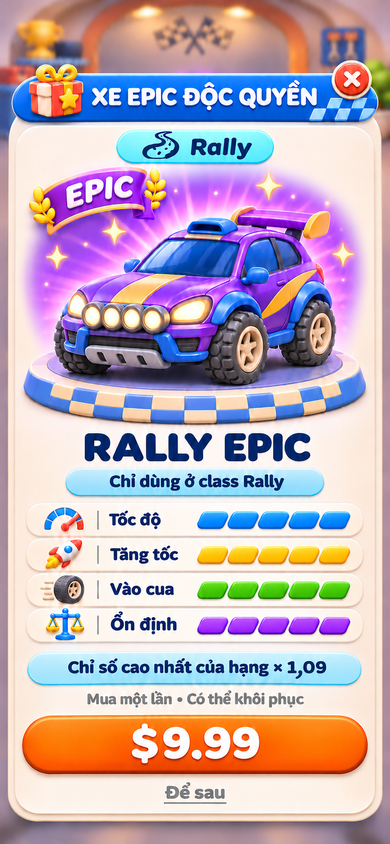 XE EPIC ĐỘC QUYỀN
Rally
EPIC
RALLY EPIC
Chỉ dùng ở class Rally
Tốc độ
Tăng tốc
Vào cua
Ổn định
Chỉ số cao nhất của hạng × 1,09
Mua một lần • Có thể khôi phục
$9.99
Để sau